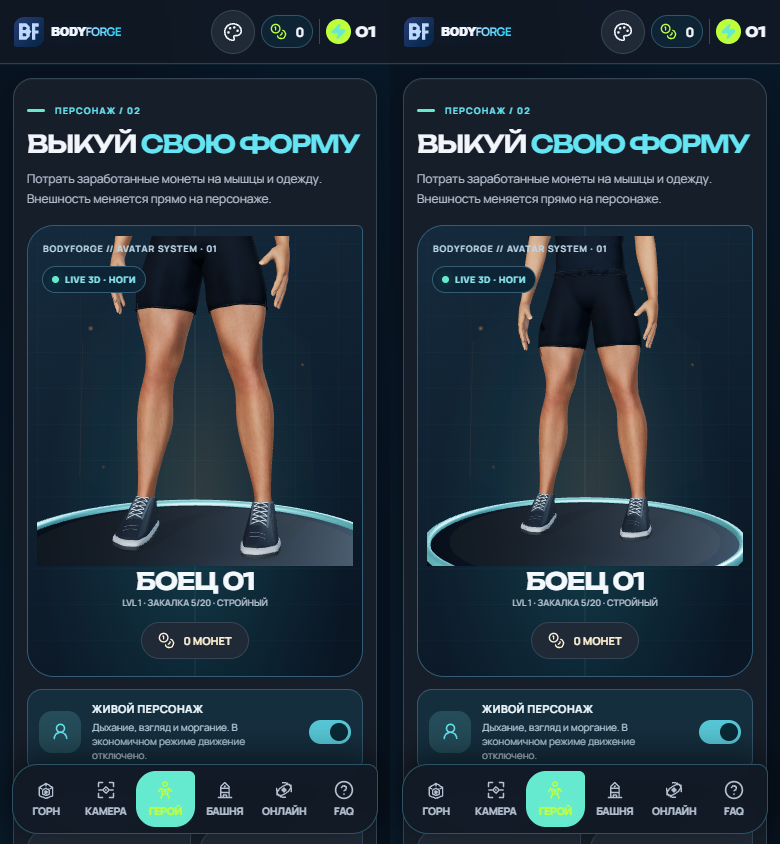 BF BODYFORGE 0 01
ПЕРСОНАЖ / 02
ВЫКУЙ СВОЮ ФОРМУ
Потрать заработанные монеты на мышцы и одежду.
Внешность меняется прямо на персонаже.
BODYFORGE // AVATAR SYSTEM · 01
LIVE 3D · НОГИ
БОЕЦ 01
LVL 1 · ЗАКАЛКА 5/20 · СТРОЙНЫЙ
0 МОНЕТ
ЖИВОЙ ПЕРСОНАЖ
Дыхание, взгляд и моргание. В
экономичном режиме движение
отключено.
ГОРН КАМЕРА ГЕРОЙ БАШНЯ ОНЛАЙН FAQ
BF BODYFORGE 0 01
ПЕРСОНАЖ / 02
ВЫКУЙ СВОЮ ФОРМУ
Потрать заработанные монеты на мышцы и одежду.
Внешность меняется прямо на персонаже.
BODYFORGE // AVATAR SYSTEM · 01
LIVE 3D · НОГИ
БОЕЦ 01
LVL 1 · ЗАКАЛКА 5/20 · СТРОЙНЫЙ
0 МОНЕТ
ЖИВОЙ ПЕРСОНАЖ
Дыхание, взгляд и моргание. В
экономичном режиме движение
отключено.
ГОРН КАМЕРА ГЕРОЙ БАШНЯ ОНЛАЙН FAQ